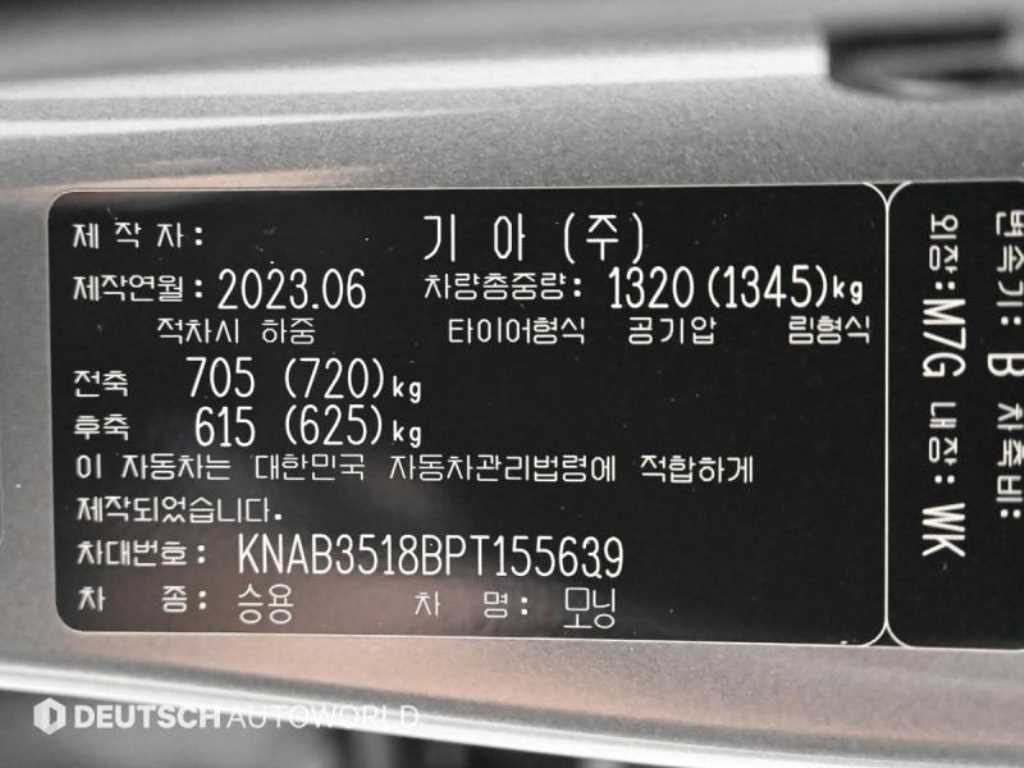 제 작 자 : 기 아 (주)
제작연월 : 2023.06 차량총중량 : 1320 (1345)kg
적차시 하중 타이어형식 공기압 림형식
전축 705 (720)kg
후축 615 (625)kg
이 자동차는 대한민국 자동차관리법령에 적합하게
제작되었습니다.
차대번호 : KNAB3518BPT155639
차 종 : 승용 차 명 : 모닝
외장:M7G 내장: WK
변속기: B 차축비:
DEUTSCH AUTOWORLD